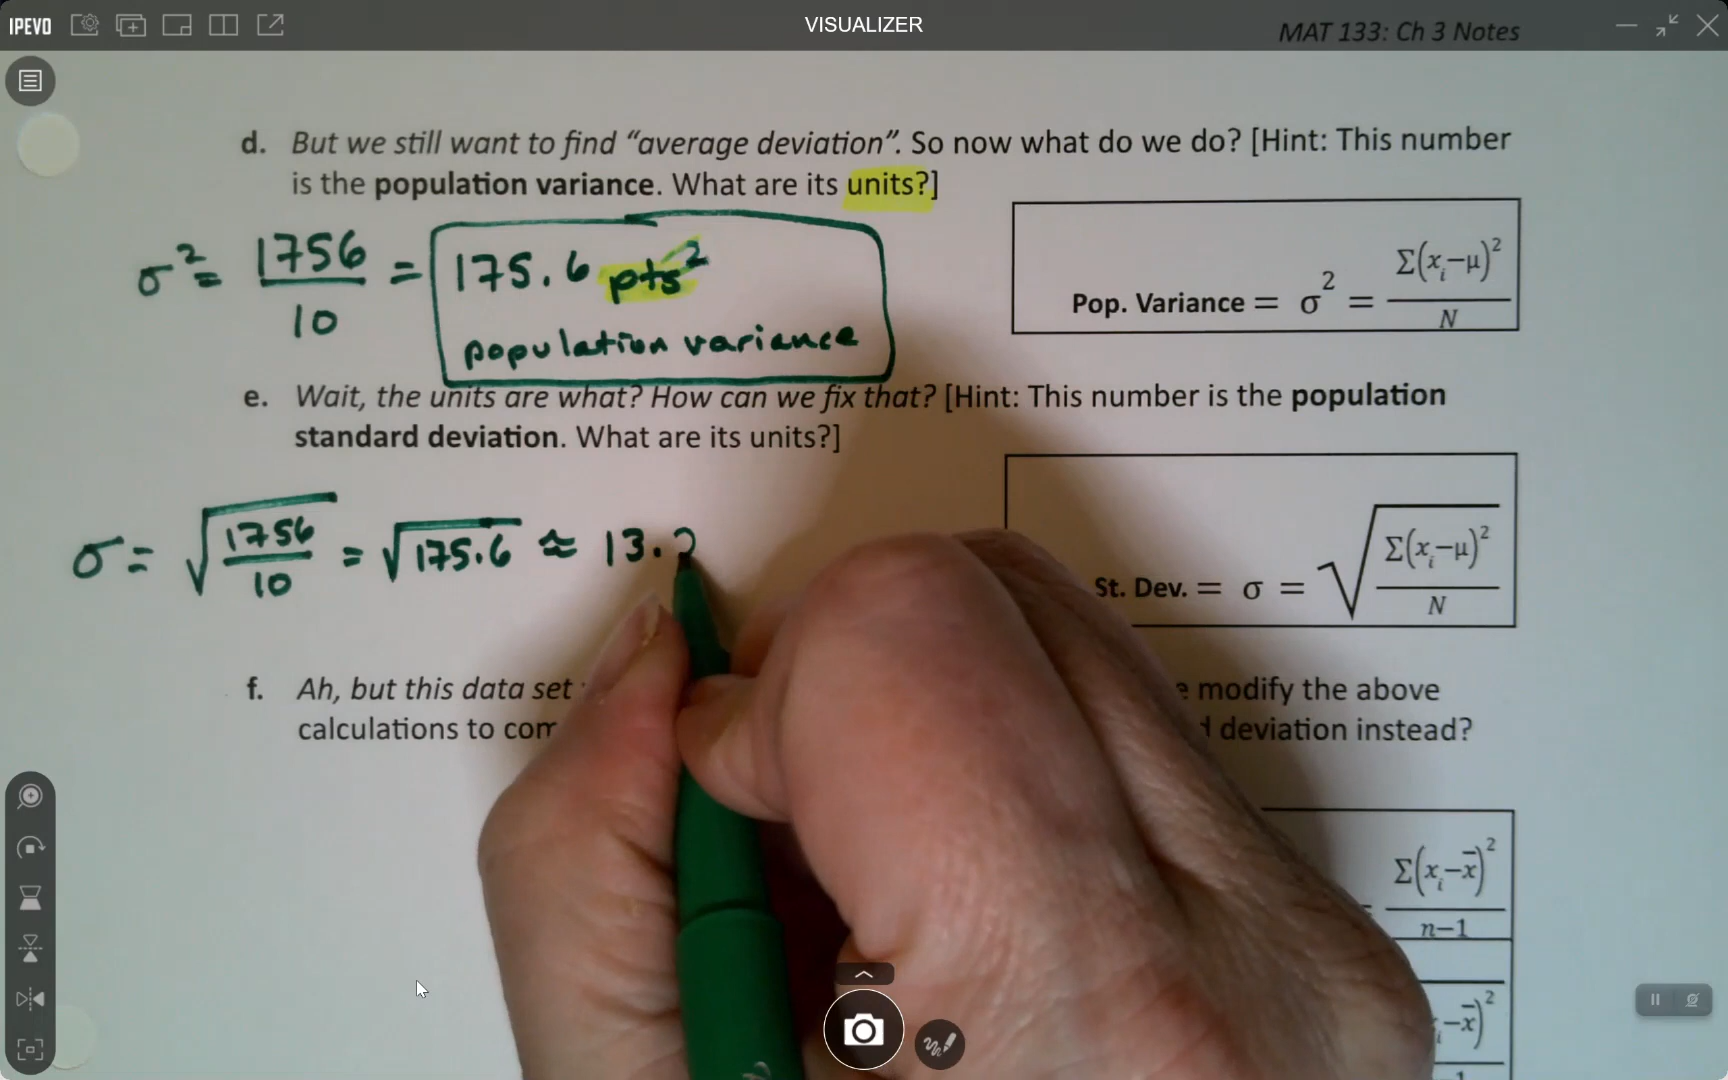 IPEVO
VISUALIZER
MAT 133: Ch 3 Notes
d. But we still want to find “average deviation”. So now what do we do? [Hint: This number
is the population variance. What are its units?]
σ² = 1756/10 = 175.6 pts²
population variance
Pop. Variance = σ² = Σ(xᵢ−μ)²/N
e. Wait, the units are what? How can we fix that? [Hint: This number is the population
standard deviation. What are its units?]
σ = √(1756/10) = √175.6 ≈ 13.2
St. Dev. = σ = √(Σ(xᵢ−μ)²/N)
f. Ah, but this data set modify the above
calculations to deviation instead?
Σ(xᵢ−x̄)²/n−1
−x̄)²